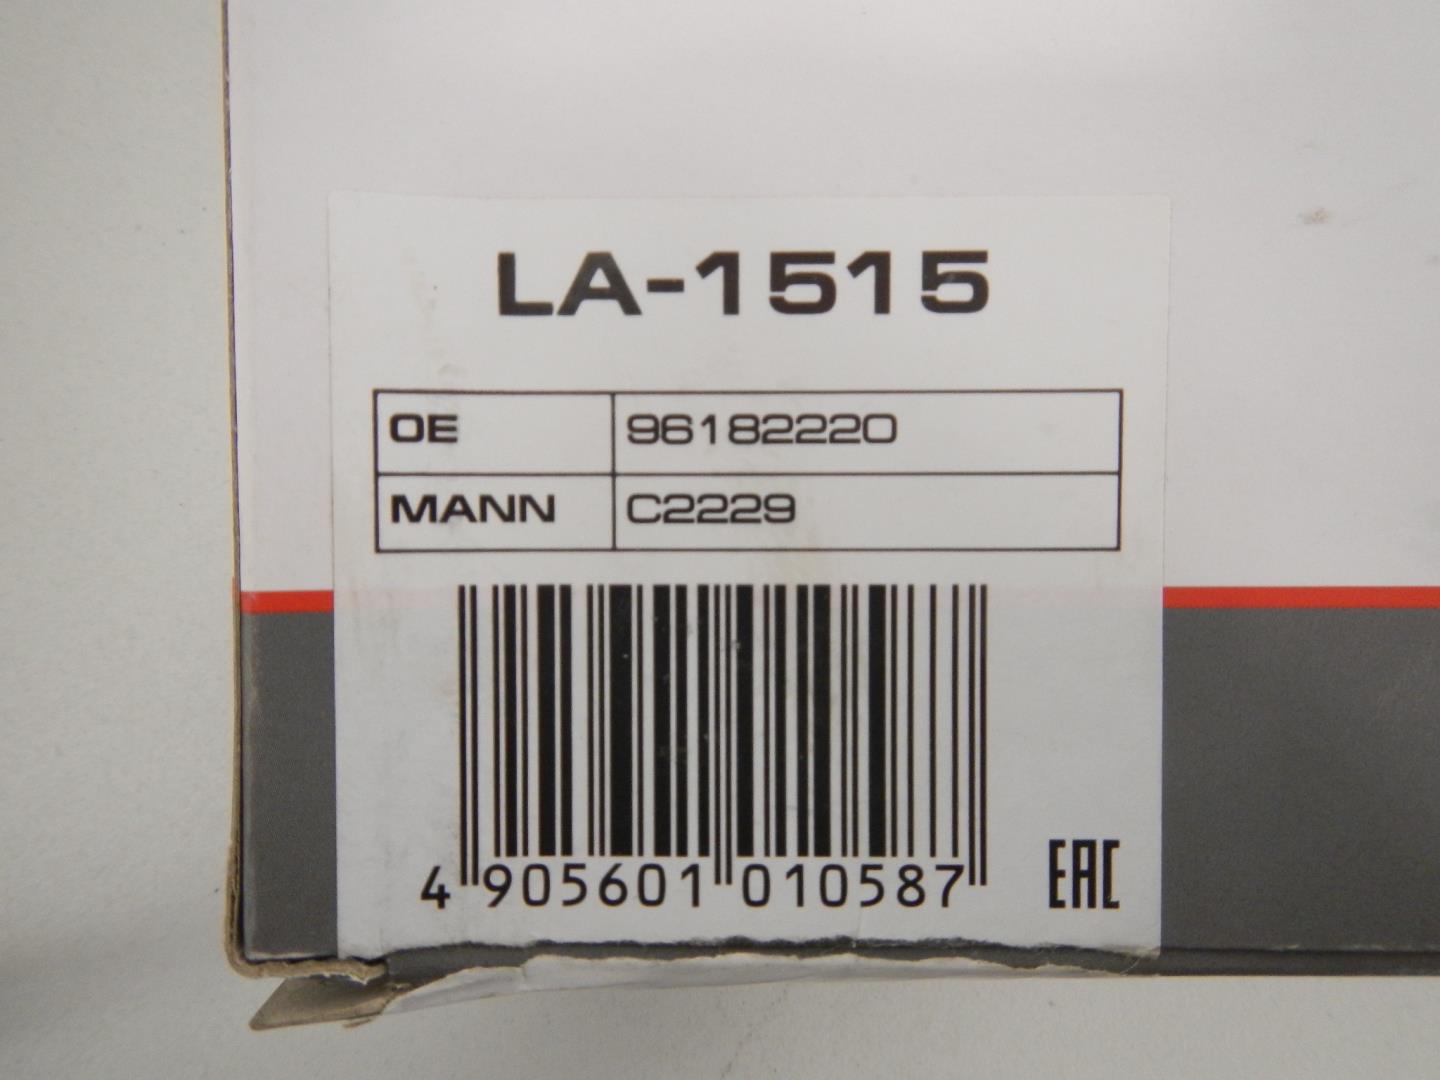 LA-1515
OE 96182220
MANN C2229
4 905601 010587
EAC